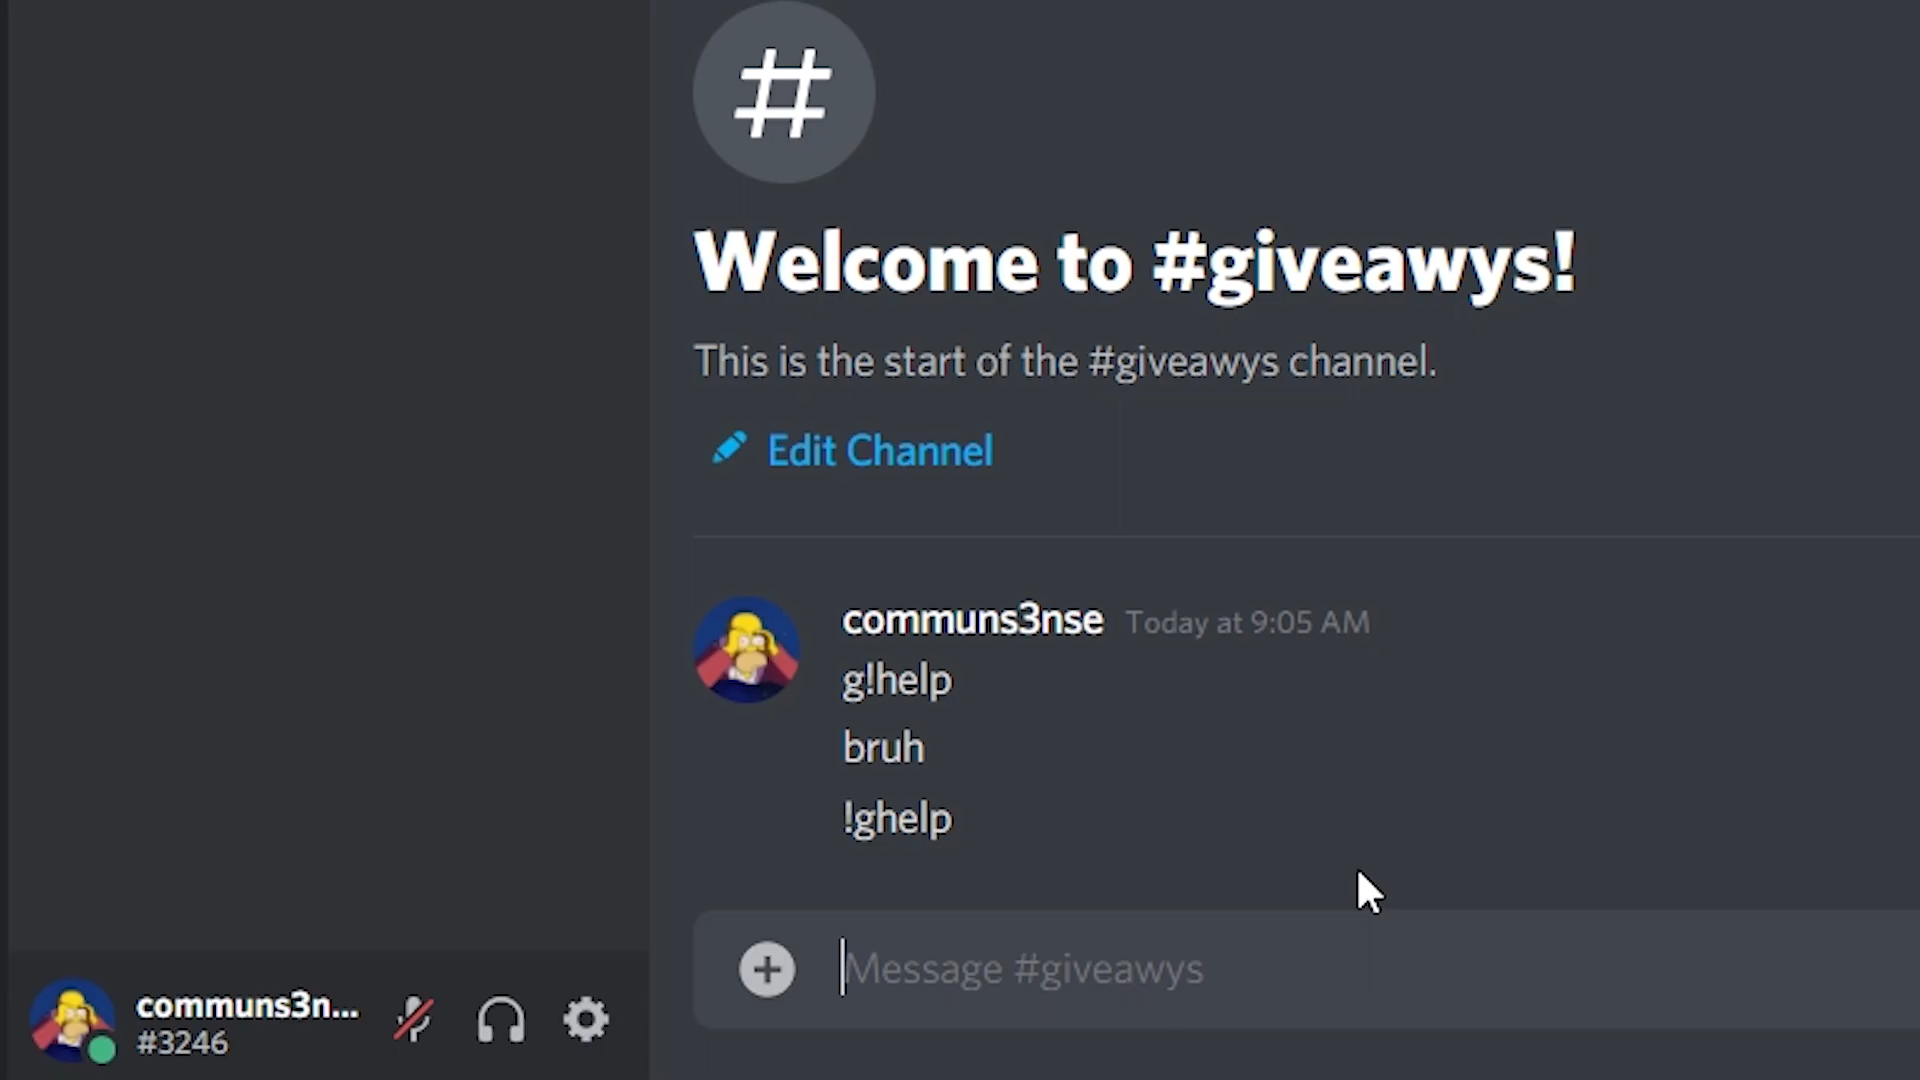 #
Welcome to #giveawys!
This is the start of the #giveawys channel.
Edit Channel
communs3nse Today at 9:05 AM
g!help
bruh
!ghelp
Message #giveawys
communs3n...
#3246